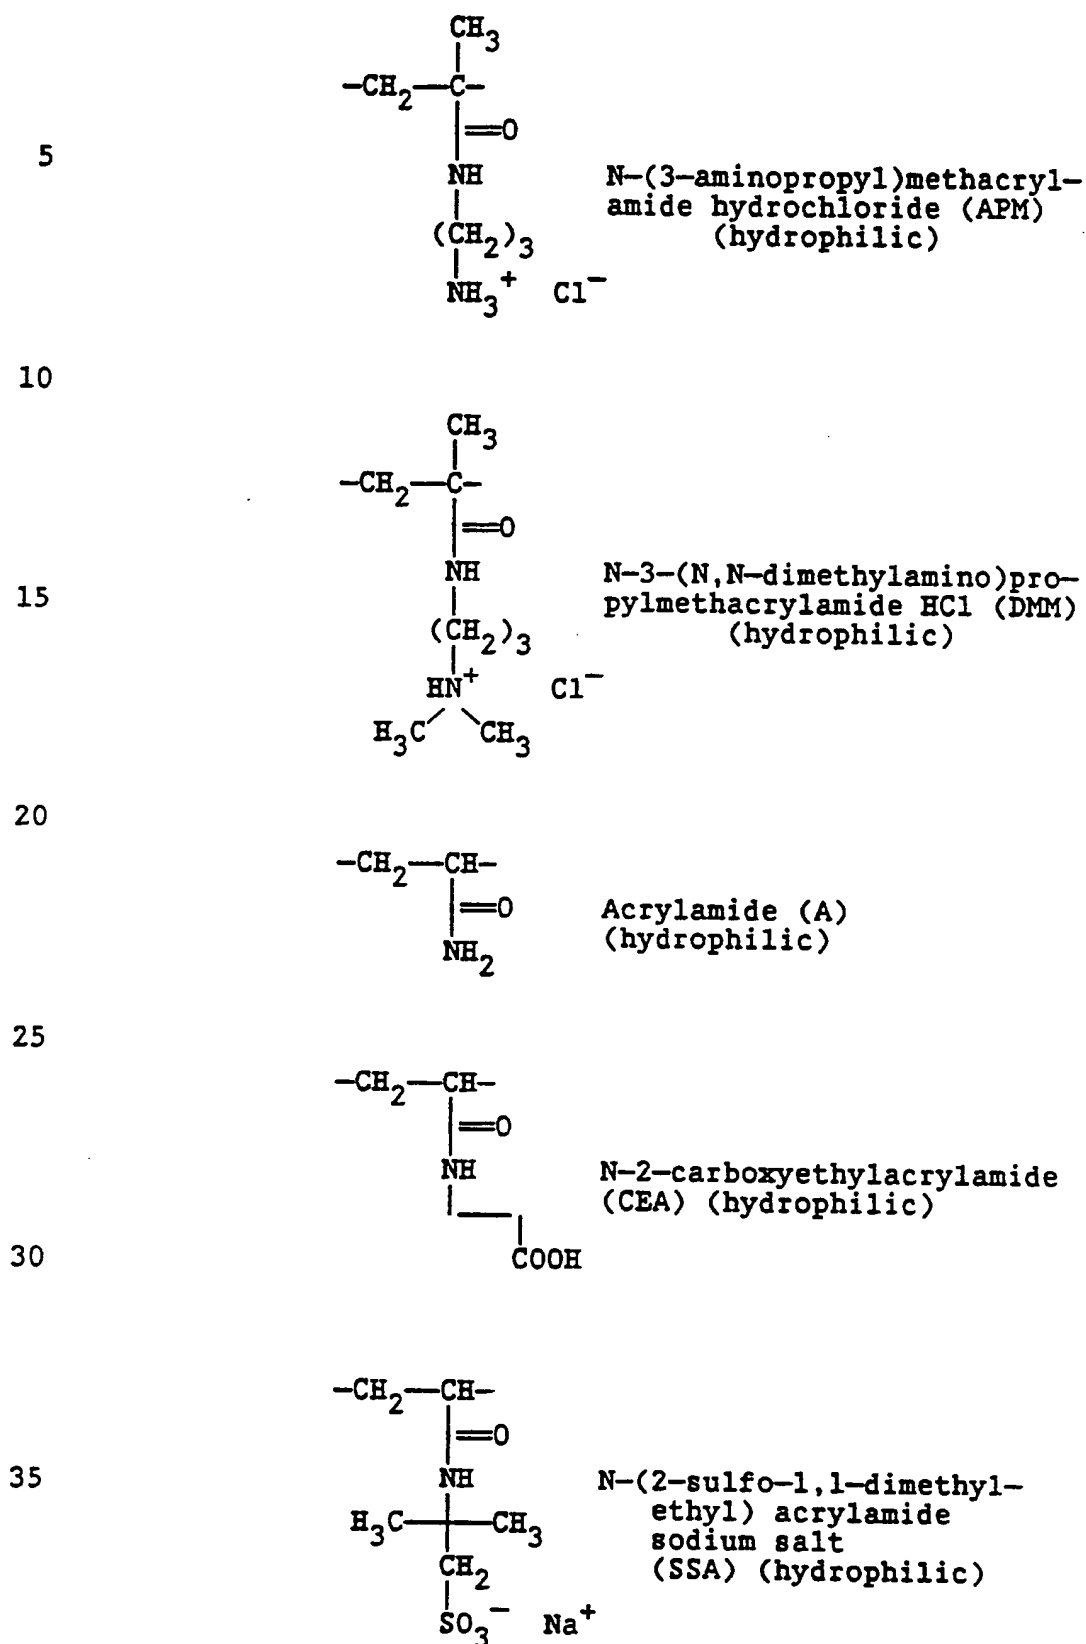 CH3
-CH2-C-
=O
5
NH
N-(3-aminopropyl)methacryl-
amide hydrochloride (APM)
(hydrophilic)
(CH2)3
NH3+ Cl-
10
CH3
-CH2-C-
=O
NH
15
N-3-(N,N-dimethylamino)pro-
pylmethacrylamide HCl (DMM)
(hydrophilic)
(CH2)3
HN+ Cl-
H3C CH3
20
-CH2-CH-
=O
NH2
Acrylamide (A)
(hydrophilic)
25
-CH2-CH-
=O
NH
N-2-carboxyethylacrylamide
(CEA) (hydrophilic)
30
COOH
-CH2-CH-
=O
35
NH
N-(2-sulfo-1,1-dimethyl-
ethyl) acrylamide
sodium salt
(SSA) (hydrophilic)
H3C CH3
CH2
SO3- Na+